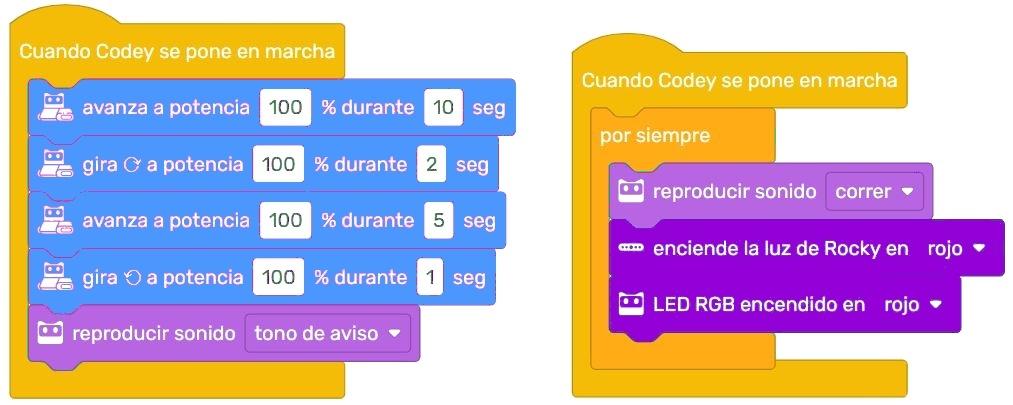 Cuando Codey se pone en marcha
avanza a potencia 100 % durante 10 seg
gira a potencia 100 % durante 2 seg
avanza a potencia 100 % durante 5 seg
gira a potencia 100 % durante 1 seg
reproducir sonido tono de aviso
Cuando Codey se pone en marcha
por siempre
reproducir sonido correr
enciende la luz de Rocky en rojo
LED RGB encendido en rojo